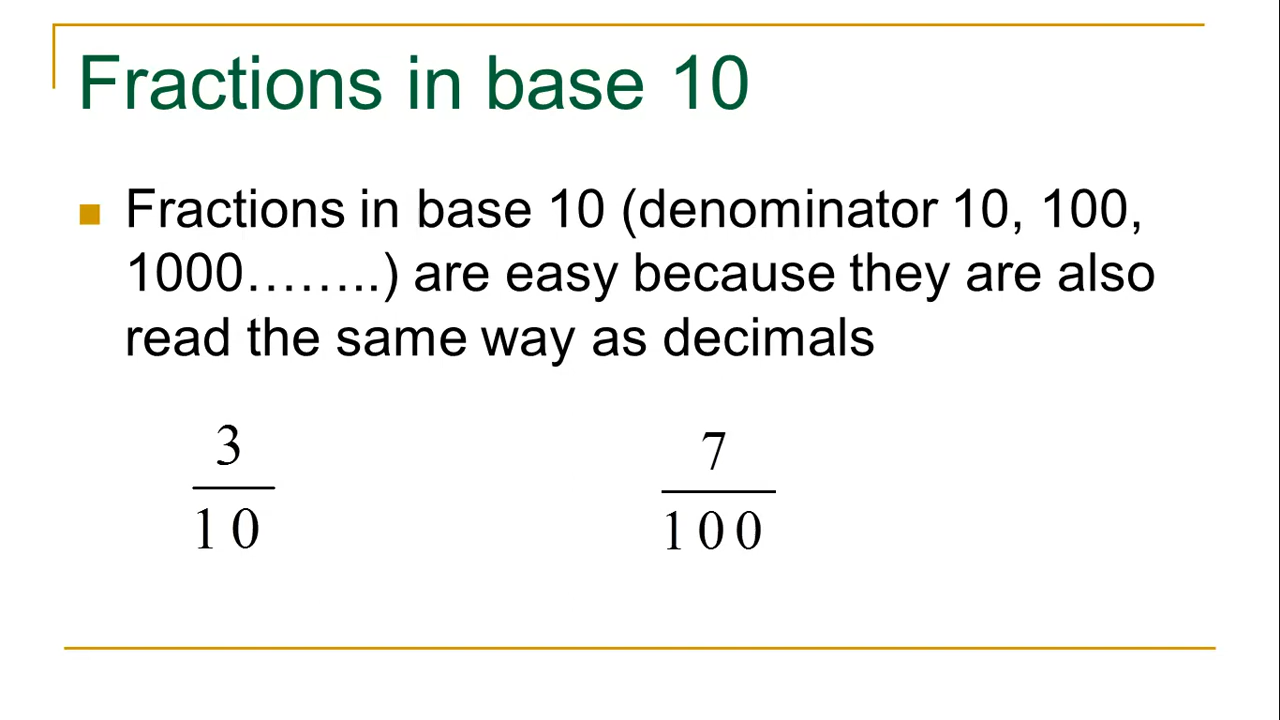 Fractions in base 10
Fractions in base 10 (denominator 10, 100,
1000……..) are easy because they are also
read the same way as decimals
3 7
10 100